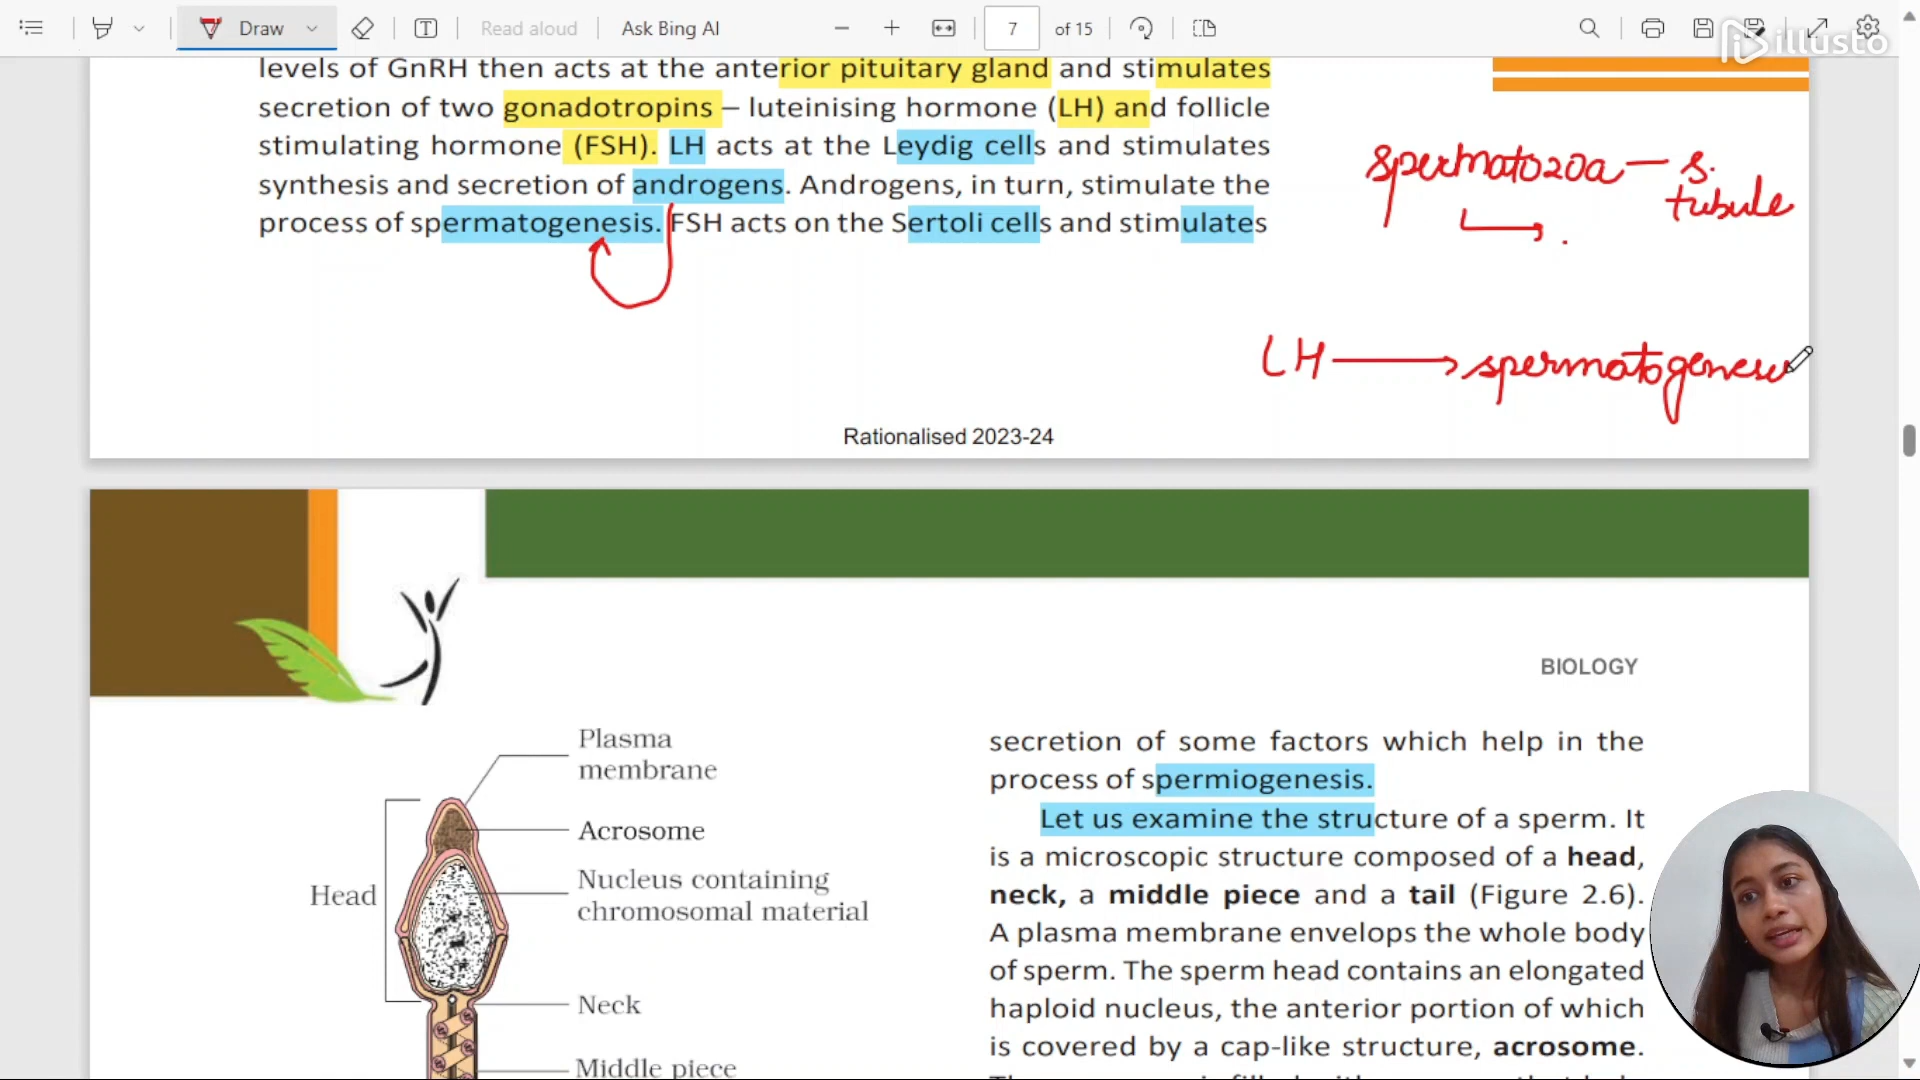 Draw
Read aloud
Ask Bing AI
7
of 15
illusto
levels of GnRH then acts at the anterior pituitary gland and stimulates
secretion of two gonadotropins – luteinising hormone (LH) and follicle
stimulating hormone (FSH). LH acts at the Leydig cells and stimulates
synthesis and secretion of androgens. Androgens, in turn, stimulate the
process of spermatogenesis. FSH acts on the Sertoli cells and stimulates
spermatozoa — s.
tubule
LH → spermatogenesis
Rationalised 2023-24
BIOLOGY
Plasma
membrane
Acrosome
Head
Nucleus containing
chromosomal material
Neck
Middle piece
secretion of some factors which help in the
process of spermiogenesis.
Let us examine the structure of a sperm. It
is a microscopic structure composed of a head,
neck, a middle piece and a tail (Figure 2.6).
A plasma membrane envelops the whole body
of sperm. The sperm head contains an elongated
haploid nucleus, the anterior portion of which
is covered by a cap-like structure, acrosome.